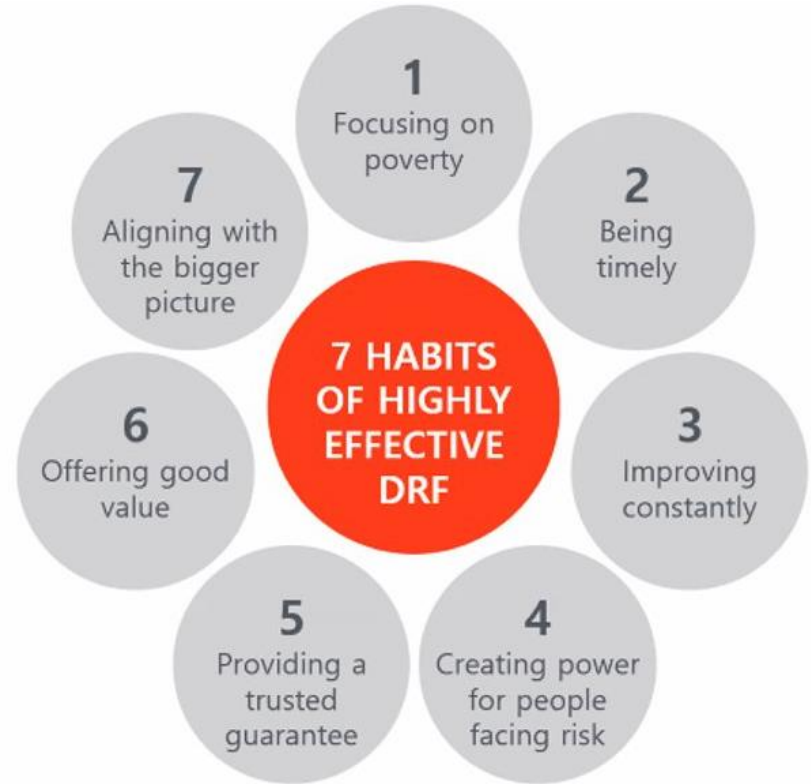 7 HABITS
OF HIGHLY
EFFECTIVE
DRF
1
Focusing on
poverty
2
Being
timely
3
Improving
constantly
4
Creating power
for people
facing risk
5
Providing a
trusted
guarantee
6
Offering good
value
7
Aligning with
the bigger
picture